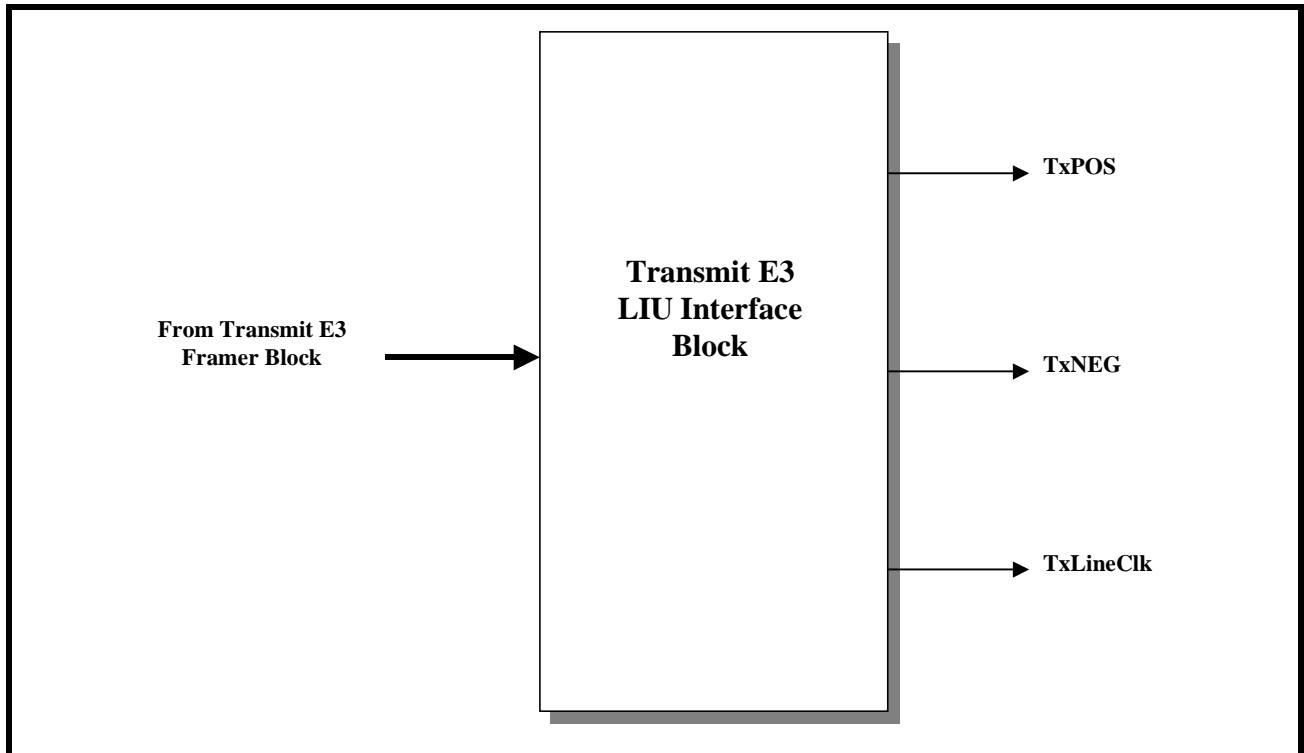 From Transmit E3
Framer Block
Transmit E3
LIU Interface
Block
TxPOS
TxNEG
TxLineClk